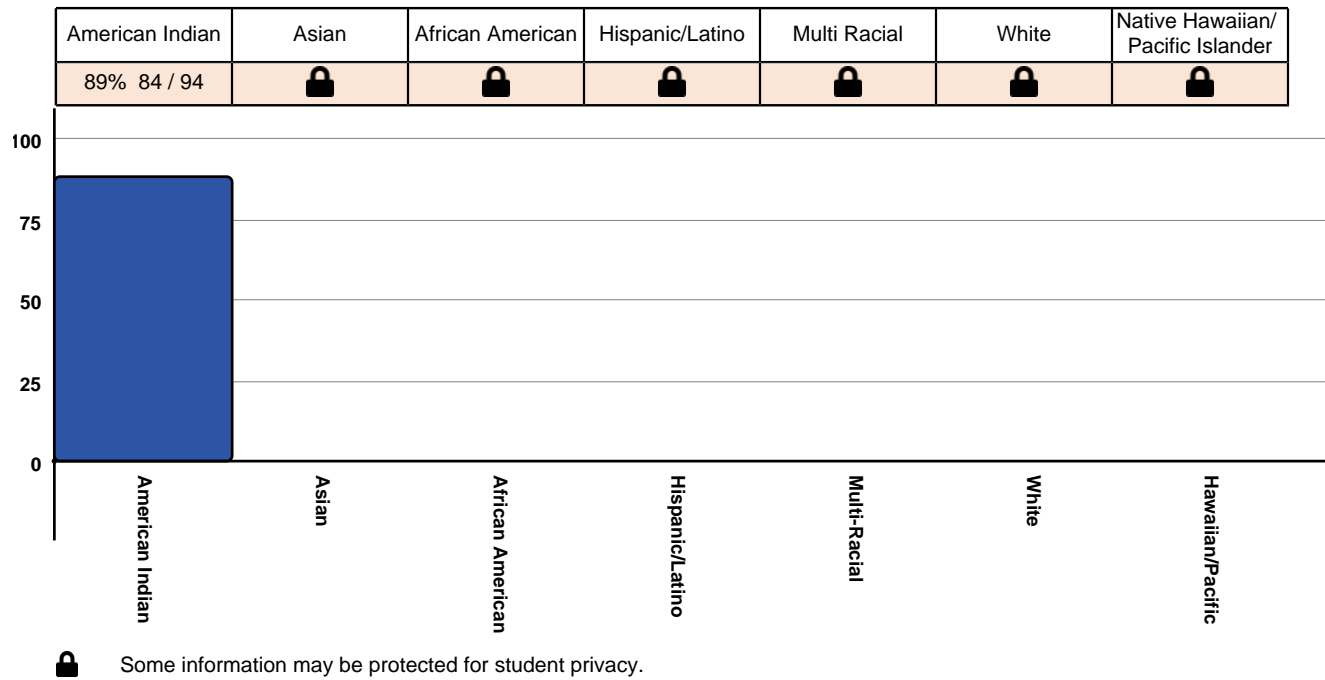 American Indian Asian African American Hispanic/Latino Multi Racial White Native Hawaiian/
Pacific Islander
89% 84 / 94
100
75
50
25
0
American Indian
Asian
African American
Hispanic/Latino
Multi-Racial
White
Hawaiian/Pacific
Some information may be protected for student privacy.